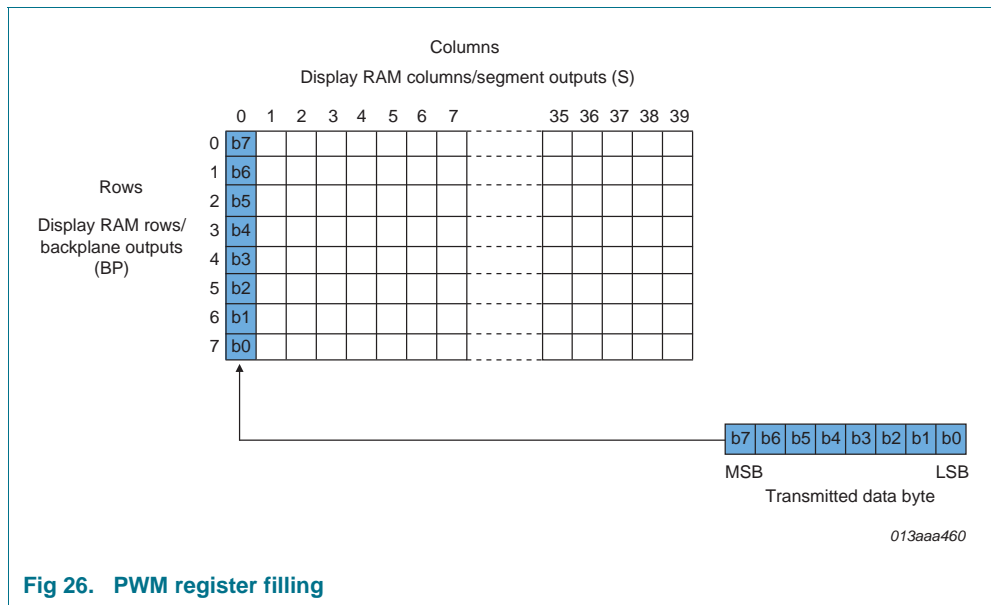 Columns
Display RAM columns/segment outputs (S)
0 1 2 3 4 5 6 7 35 36 37 38 39
0 b7
1 b6
Rows
2 b5
Display RAM rows/
backplane outputs
(BP)
3 b4
4 b3
5 b2
6 b1
7 b0
b7 b6 b5 b4 b3 b2 b1 b0
MSB LSB
Transmitted data byte
013aaa460
Fig 26. PWM register filling